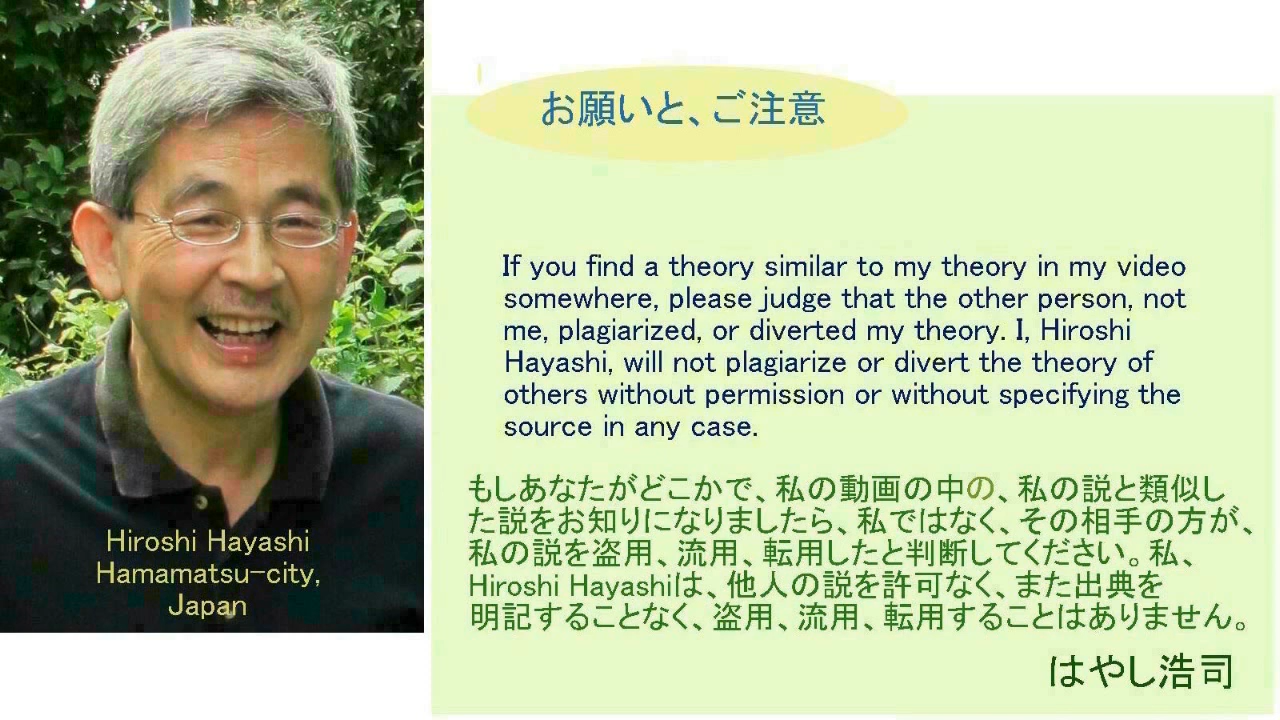 お願いと、ご注意
If you find a theory similar to my theory in my video
somewhere, please judge that the other person, not
me, plagiarized, or diverted my theory. I, Hiroshi
Hayashi, will not plagiarize or divert the theory of
others without permission or without specifying the
source in any case.
もしあなたがどこかで、私の動画の中の、私の説と類似し
た説をお知りになりましたら、私ではなく、その相手の方が、
私の説を盗用、流用、転用したと判断してください。私、
Hiroshi Hayashiは、他人の説を許可なく、また出典を
明記することなく、盗用、流用、転用することはありません。
はやし浩司
Hiroshi Hayashi
Hamamatsu-city,
Japan